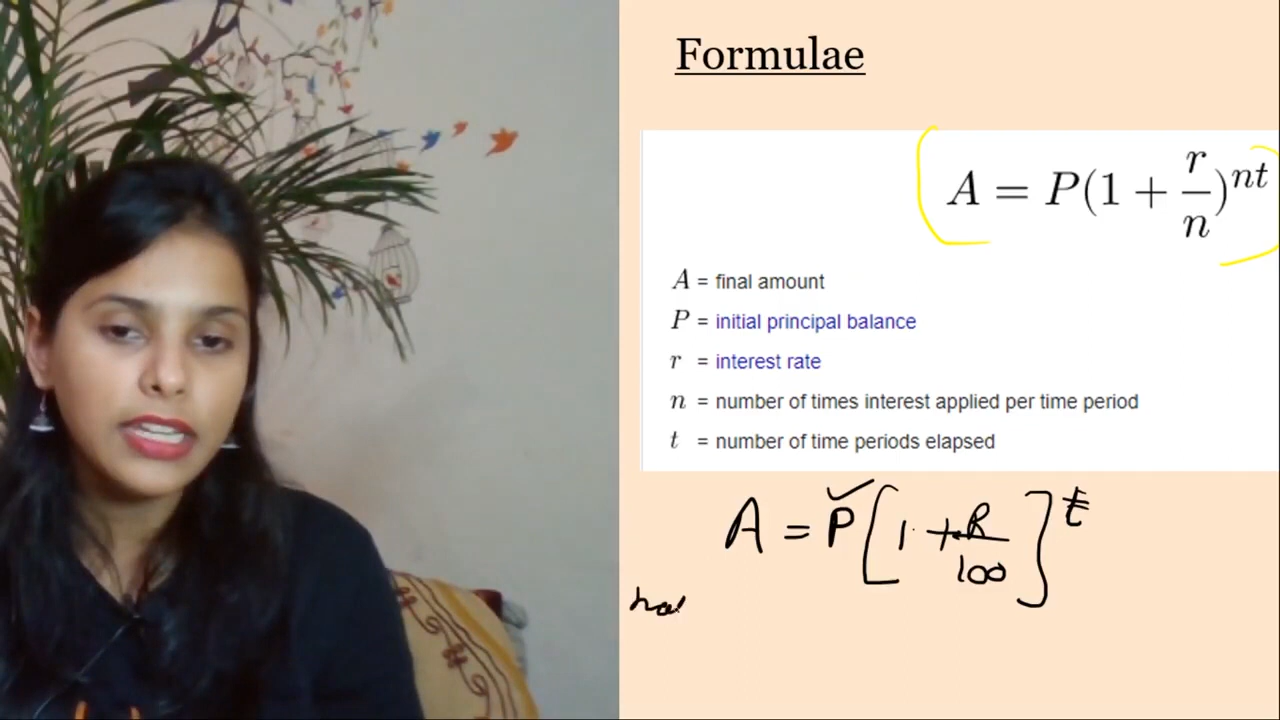 Formulae
A = P(1 + r/n)^nt
A = final amount
P = initial principal balance
r = interest rate
n = number of times interest applied per time period
t = number of time periods elapsed
A = P[1 + R/100]^t